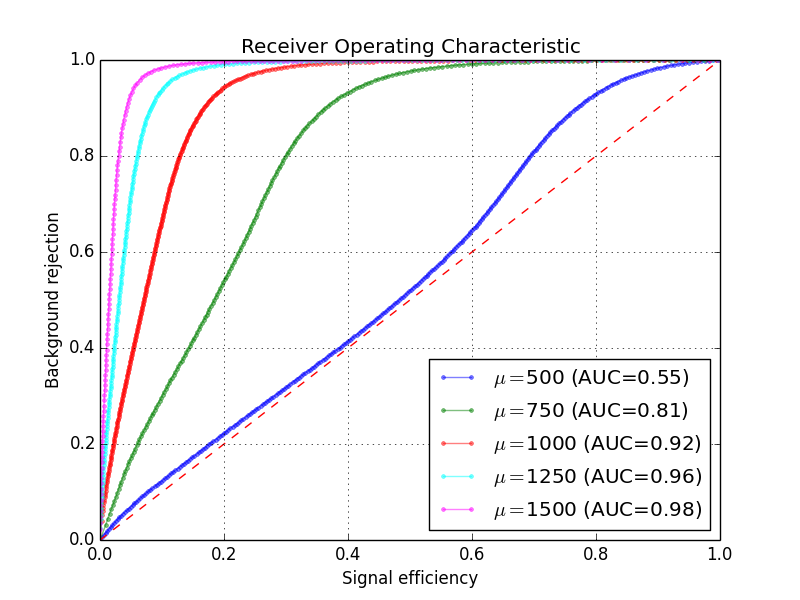 Receiver Operating Characteristic
1.0
0.8
0.6
0.4
0.2
0.0
Background rejection
μ=500 (AUC=0.55)
μ=750 (AUC=0.81)
μ=1000 (AUC=0.92)
μ=1250 (AUC=0.96)
μ=1500 (AUC=0.98)
0.0 0.2 0.4 0.6 0.8 1.0
Signal efficiency